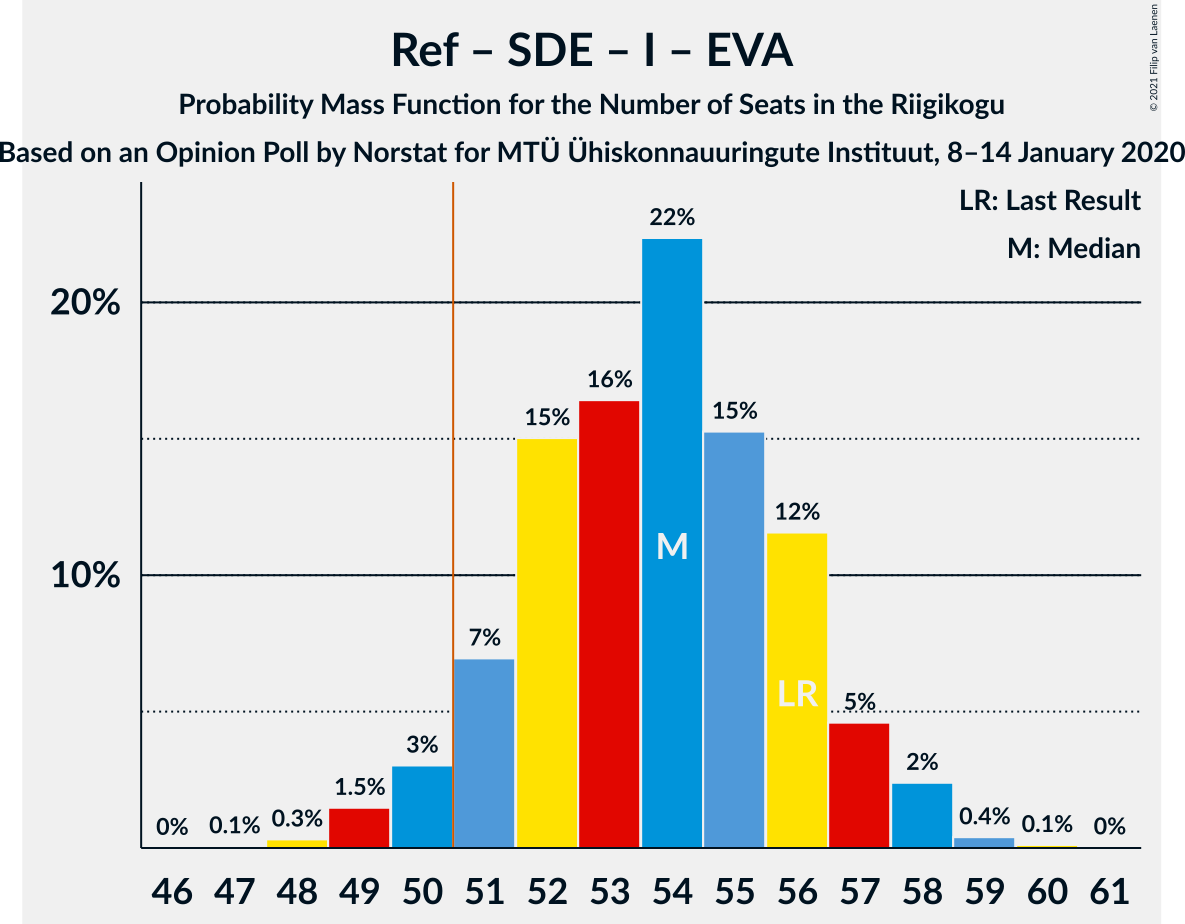 Ref – SDE – I – EVA
Probability Mass Function for the Number of Seats in the Riigikogu
Based on an Opinion Poll by Norstat for MTÜ Ühiskonnauuringute Instituut, 8–14 January 2020
© 2021 Filip van Laenen
LR: Last Result
M: Median
20%
10%
0%
0.1%
0.3%
1.5%
3%
7%
15%
16%
22%
15%
12%
5%
2%
0.4%
0.1%
0%
M
LR
46 47 48 49 50 51 52 53 54 55 56 57 58 59 60 61